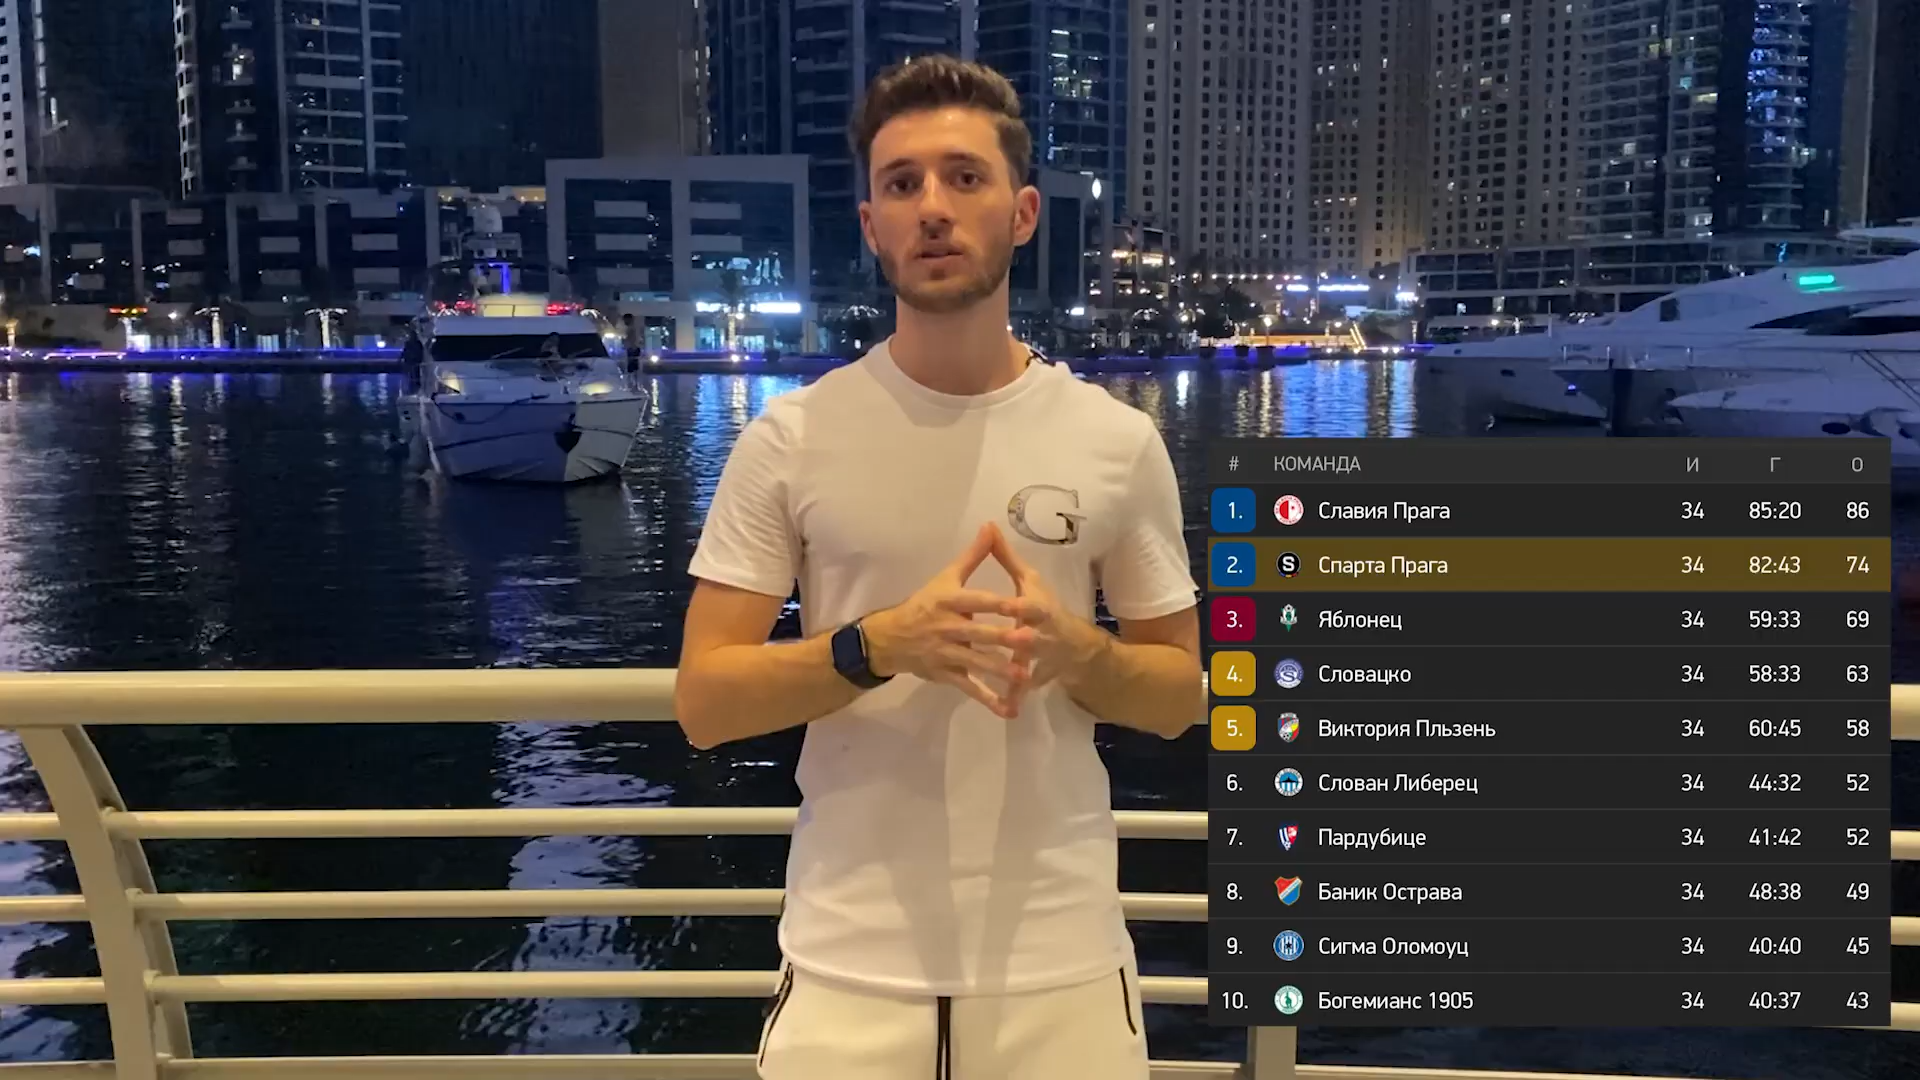 G
# КОМАНДА И Г О
1. Славия Прага 34 85:20 86
2. S Спарта Прага 34 82:43 74
3. Яблонец 34 59:33 69
4. Словацко 34 58:33 63
5. Виктория Пльзень 34 60:45 58
6. Слован Либерец 34 44:32 52
7. Пардубице 34 41:42 52
8. Баник Острава 34 48:38 49
9. Сигма Оломоуц 34 40:40 45
10. Богемианс 1905 34 40:37 43